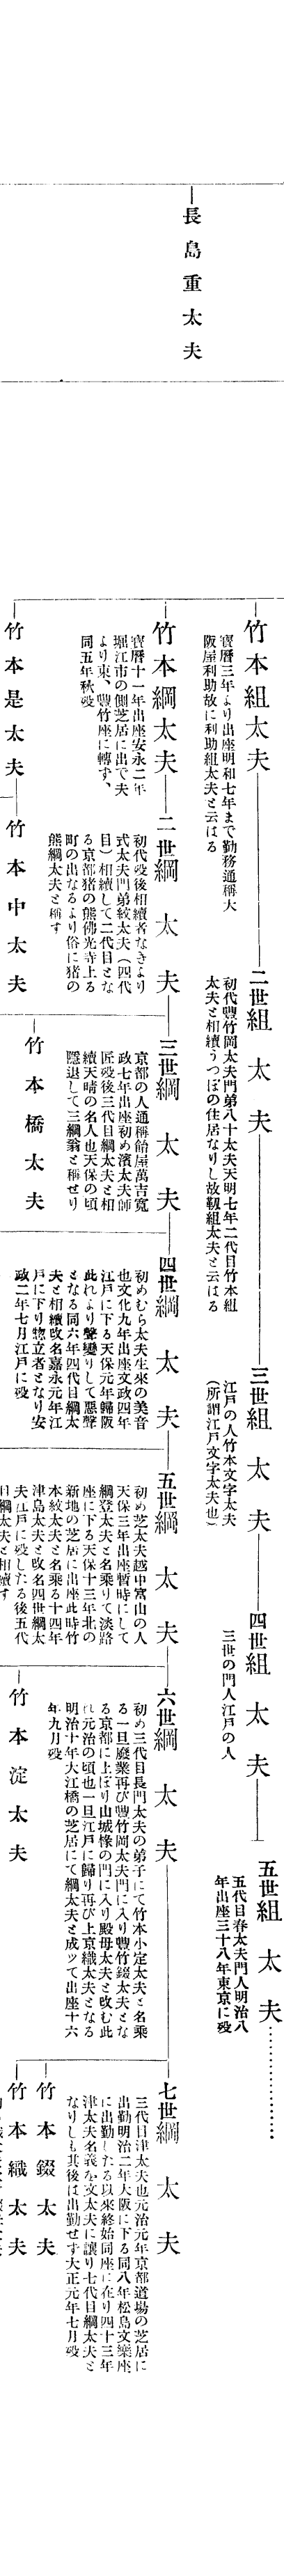 長島重太夫
竹本組太夫
寳曆三年より出座明和七年まで勤務通稱大
阪屋利助故に利助組太夫と云はる
二世組太夫
初代豐竹岡太夫門弟八十太夫天明七年二代目竹本組
太夫と相續うつぼの住居なりし故靱組太夫と云はる
三世組太夫
江戸の人竹本文字太夫
(所謂江戸文字太夫也)
四世組太夫
三世の門人江戸の人
五世組太夫
五代目春太夫門人明治八
年出座三十八年東京に歿
竹本綱太夫
寳曆十一年出座安永二年
堀江市の側芝居に出で夫
より東、豐竹座に轉す、
同五年秋歿
二世綱太夫
初代歿後相續者なきより
式太夫門弟紋太夫(四代
目)相續して二代目とな
る京都猪の熊佛光寺上る
町の出なるより俗に猪の
熊綱太夫と稱す
三世綱太夫
京都の人通稱飴屋萬吉寬
政七年出座初め濱太夫師
匠歿後三代目綱太夫と相
續天晴の名人也天保の頃
隱退して三綱翁と稱せり
四世綱太夫
初めむら太夫生來の美音
也文化九年出座文政四年
江戸に下る天保元年歸阪
此れより聲變りして惡聲
となる同六年四代目綱太
夫と相續改名嘉永元年江
戸に下り惣立者となり安
政二年七月江戸に歿
五世綱太夫
初め芝太夫越中富山の人
天保三年出座暫時にして
綱登太夫と名乘りて淡路
座に下る天保十三年北の
新地の芝居に出座此時竹
本紋太夫と名乘る十四年
津島太夫と改名四世綱太
夫江戸に歿したる後五代
目綱太夫と相續す
六世綱太夫
初め三代目長門太夫の弟子にて竹本小定太夫と名乘
る一旦廢業再び豐竹岡太夫門に入り豐竹錣太夫とな
る京都に上ぼり山城掾の門に入り殿母太夫と改む此
れ元治の頃也一旦江戸に歸り再び上京織太夫となる
明治十年大江橋の芝居にて綱太夫と成ッて出座十六
年九月歿
七世綱太夫
三代目津太夫也元治元年京都道場の芝居に
出勤明治二年大阪に下る同八年松島文樂座
に出勤したる以來終始同座に在り四十三年
津太夫名義を文太夫に讓り七代目綱太夫と
なりしも其後は出勤せず大正元年七月歿
竹本是太夫
竹本中太夫
竹本橋太夫
竹本淀太夫
竹本錣太夫
竹本織太夫